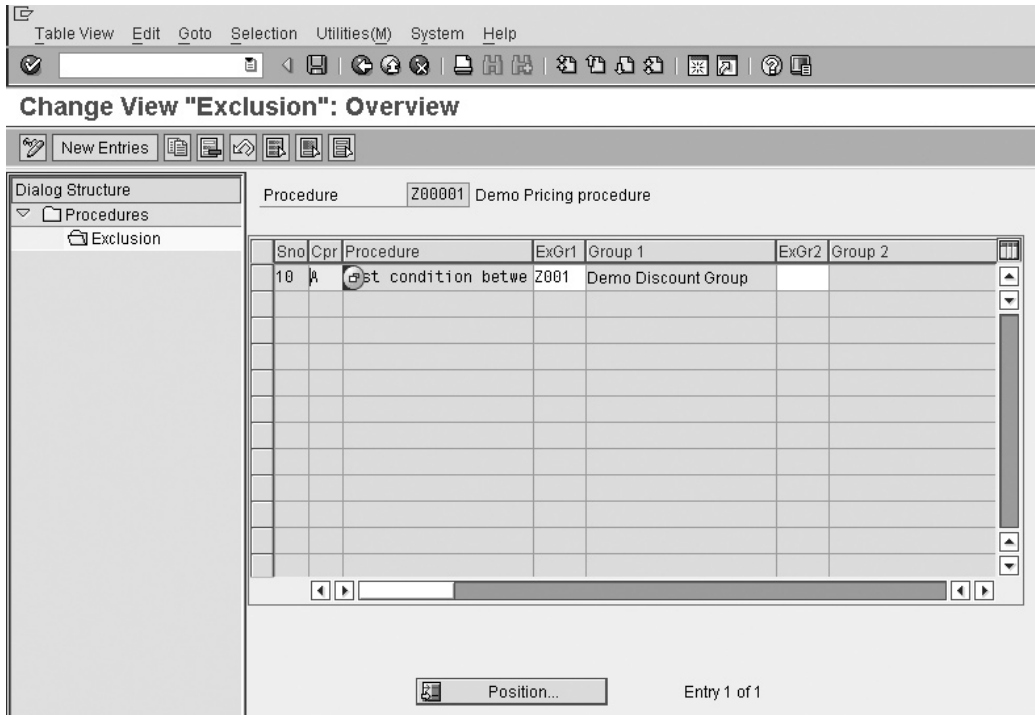 Table View Edit Goto Selection Utilities(M) System Help
Change View "Exclusion": Overview
New Entries
Dialog Structure
Procedures
Exclusion
Procedure Z00001 Demo Pricing procedure
Sno Cpr Procedure ExGr1 Group 1 ExGr2 Group 2
10 A st condition betwe Z001 Demo Discount Group
Position... Entry 1 of 1